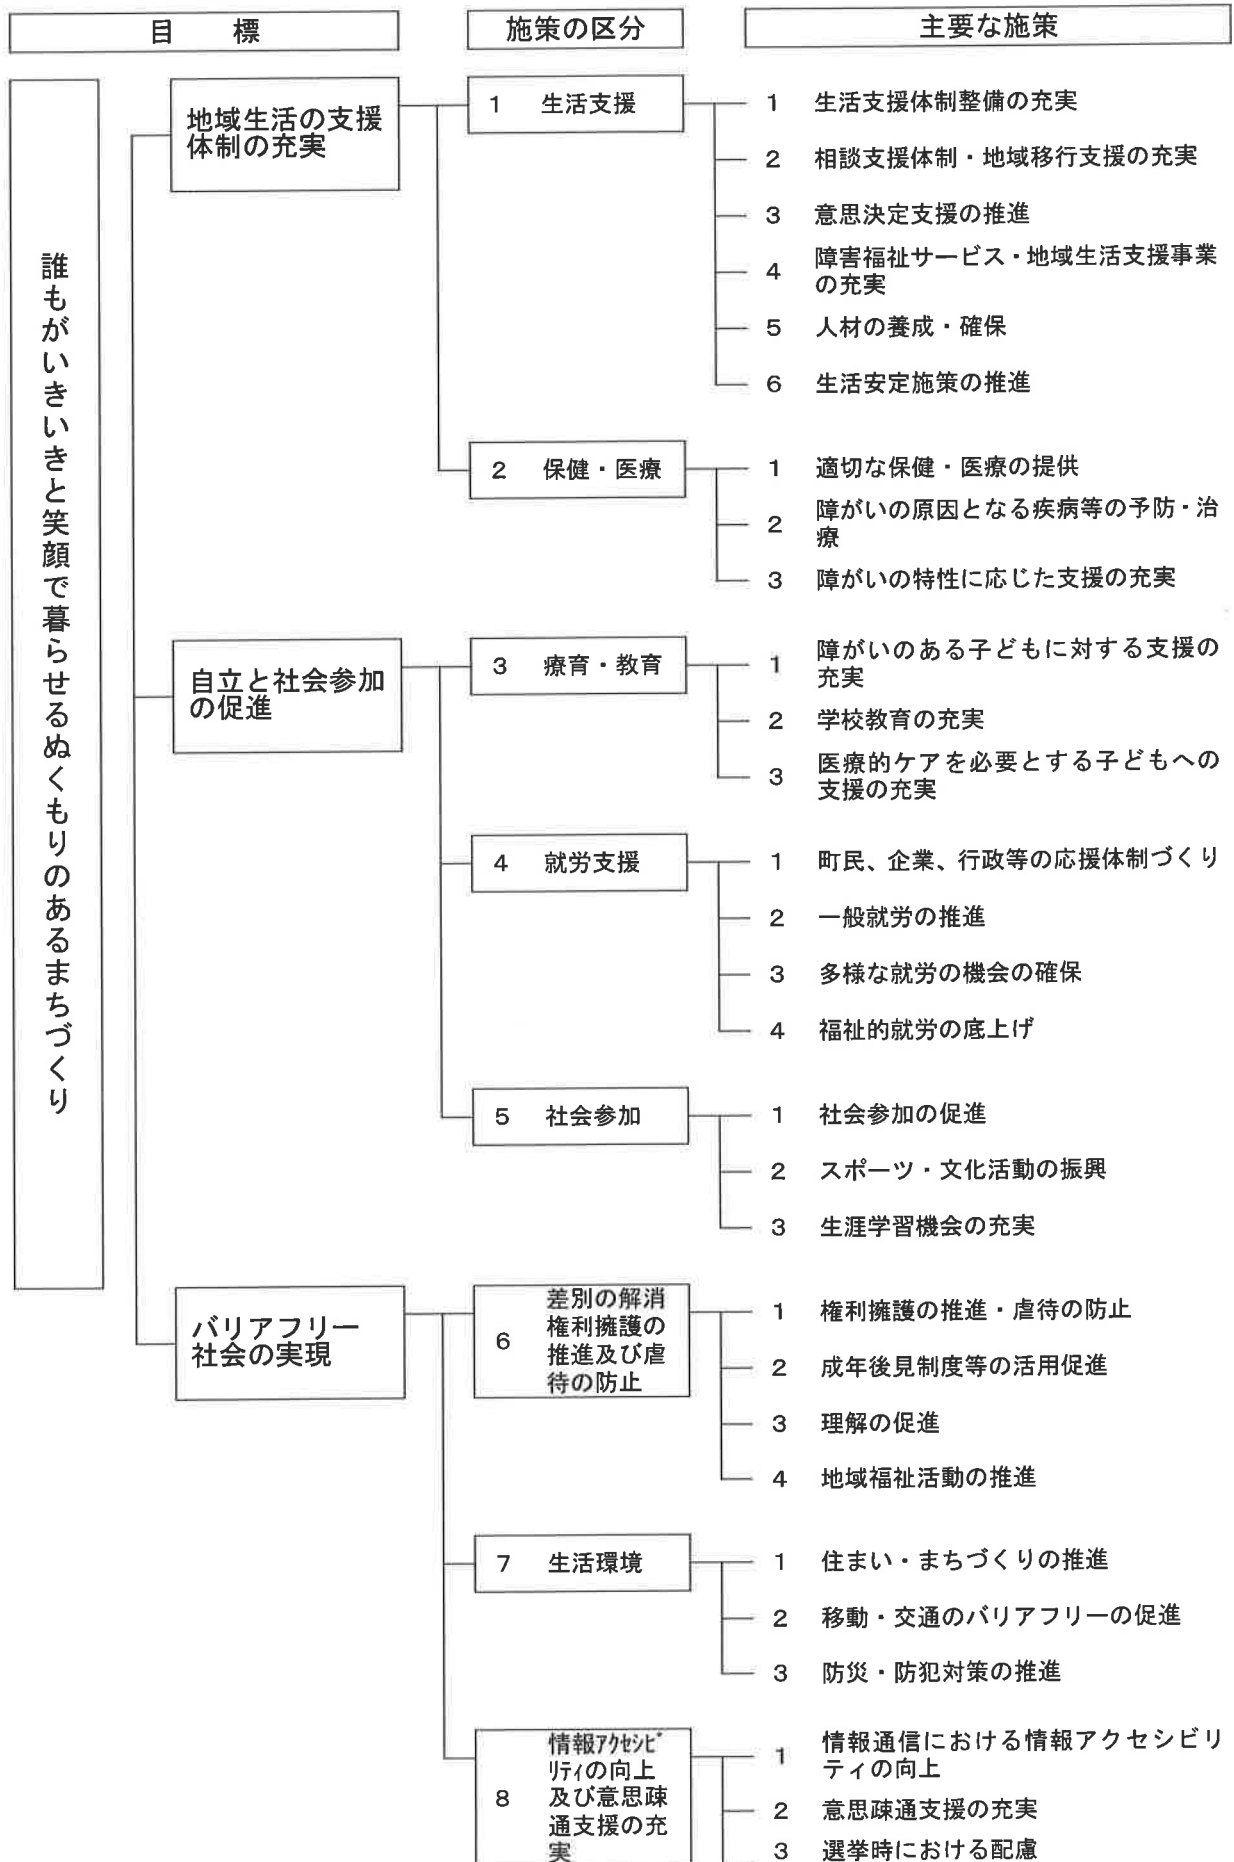 目　標
施策の区分
主要な施策
誰もがいきいきと笑顔で暮らせるぬくもりのあるまちづくり
地域生活の支援
体制の充実
1　生活支援
1　生活支援体制整備の充実
2　相談支援体制・地域移行支援の充実
3　意思決定支援の推進
4　障害福祉サービス・地域生活支援事業
の充実
5　人材の養成・確保
6　生活安定施策の推進
2　保健・医療
1　適切な保健・医療の提供
2　障がいの原因となる疾病等の予防・治
療
3　障がいの特性に応じた支援の充実
自立と社会参加
の促進
3　療育・教育
1　障がいのある子どもに対する支援の
充実
2　学校教育の充実
3　医療的ケアを必要とする子どもへの
支援の充実
4　就労支援
1　町民、企業、行政等の応援体制づくり
2　一般就労の推進
3　多様な就労の機会の確保
4　福祉的就労の底上げ
5　社会参加
1　社会参加の促進
2　スポーツ・文化活動の振興
3　生涯学習機会の充実
バリアフリー
社会の実現
6　差別の解消
権利擁護の
推進及び虐
待の防止
1　権利擁護の推進・虐待の防止
2　成年後見制度等の活用促進
3　理解の促進
4　地域福祉活動の推進
7　生活環境
1　住まい・まちづくりの推進
2　移動・交通のバリアフリーの促進
3　防災・防犯対策の推進
8　情報ｱｸｾｼﾋﾞ
ﾘﾃｨの向上
及び意思疎
通支援の充
実
1　情報通信における情報アクセシビリ
ティの向上
2　意思疎通支援の充実
3　選挙時における配慮